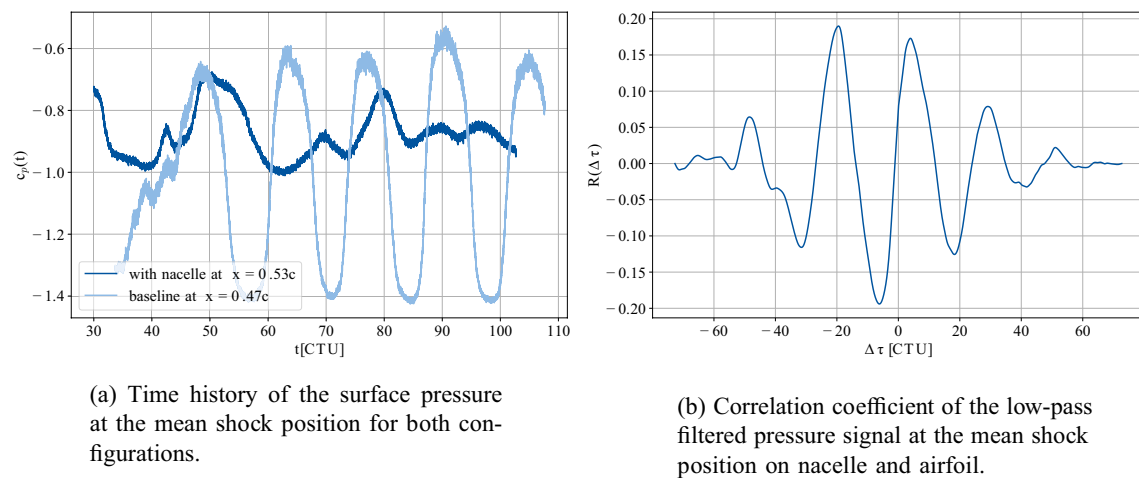 −0.6
−0.8
−1.0
−1.2
−1.4
c_p(t)
with nacelle at x = 0.53c
baseline at x = 0.47c
30 40 50 60 70 80 90 100 110
t[CTU]
(a) Time history of the surface pressure
at the mean shock position for both con-
figurations.
0.20
0.15
0.10
0.05
0.00
−0.05
−0.10
−0.15
−0.20
R(Δτ)
−60 −40 −20 0 20 40 60
Δτ[CTU]
(b) Correlation coefficient of the low-pass
filtered pressure signal at the mean shock
position on nacelle and airfoil.